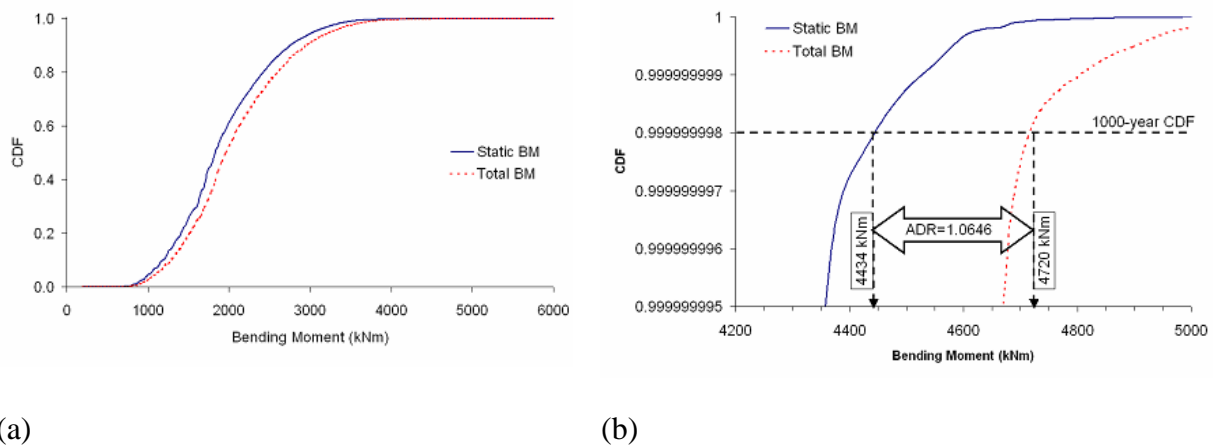 1.0
0.8
0.6
0.4
0.2
0.0
CDF
Static BM
Total BM
0
1000
2000
3000
4000
5000
6000
Bending Moment (kNm)
(a)
1
0.999999999
0.999999998
0.999999997
0.999999996
0.999999995
CDF
Static BM
Total BM
1000-year CDF
ADR=1.0646
4434 kNm
4720 kNm
4200
4400
4600
4800
5000
Bending Moment (kNm)
(b)